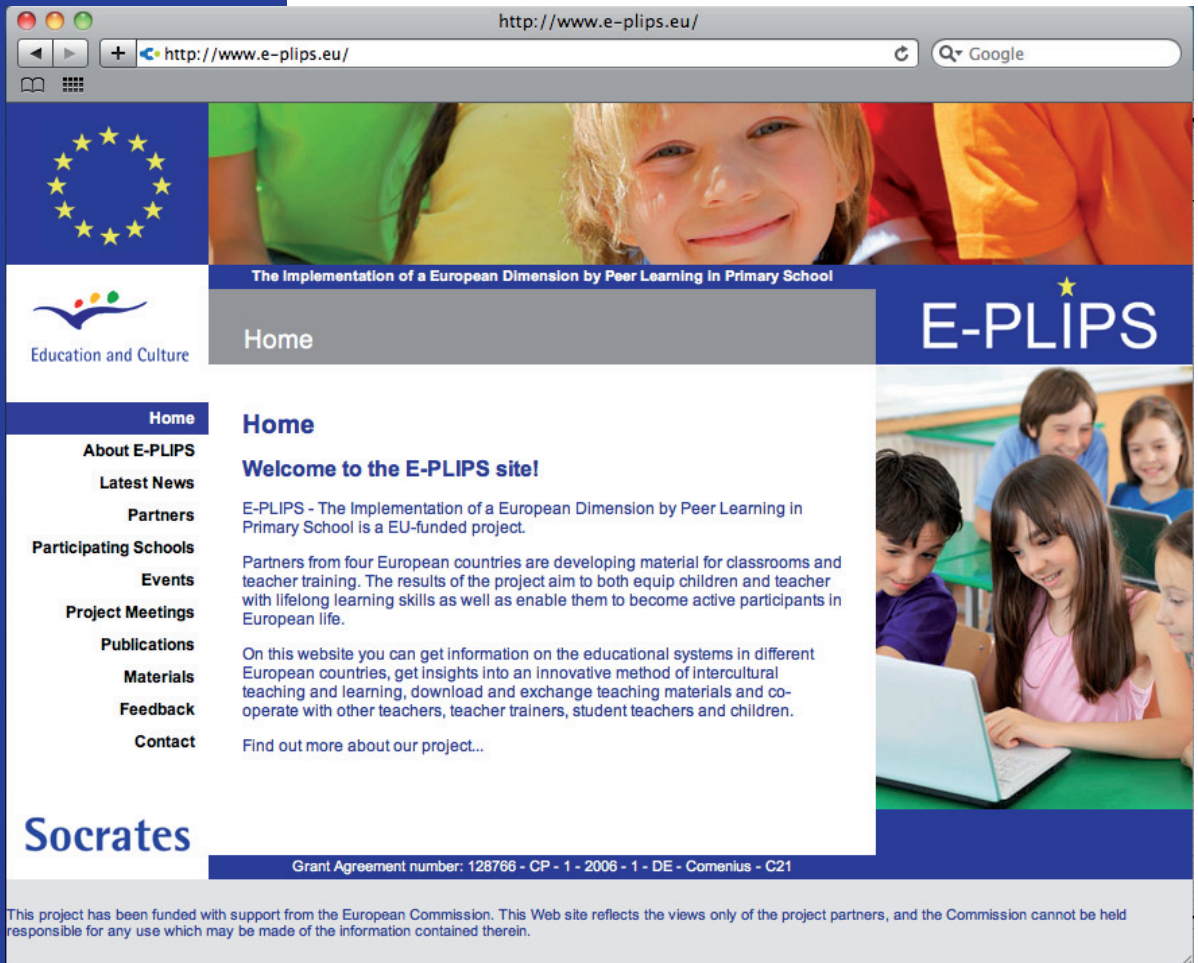 http://www.e-plips.eu/
http://www.e-plips.eu/
Google
The Implementation of a European Dimension by Peer Learning in Primary School
Education and Culture
Home
E-PLIPS
Home
About E-PLIPS
Latest News
Partners
Participating Schools
Events
Project Meetings
Publications
Materials
Feedback
Contact
Home
Welcome to the E-PLIPS site!
E-PLIPS - The Implementation of a European Dimension by Peer Learning in
Primary School is a EU-funded project.
Partners from four European countries are developing material for classrooms and
teacher training. The results of the project aim to both equip children and teacher
with lifelong learning skills as well as enable them to become active participants in
European life.
On this website you can get information on the educational systems in different
European countries, get insights into an innovative method of intercultural
teaching and learning, download and exchange teaching materials and co-
operate with other teachers, teacher trainers, student teachers and children.
Find out more about our project...
Socrates
Grant Agreement number: 128766 - CP - 1 - 2006 - 1 - DE - Comenius - C21
This project has been funded with support from the European Commission. This Web site reflects the views only of the project partners, and the Commission cannot be held
responsible for any use which may be made of the information contained therein.